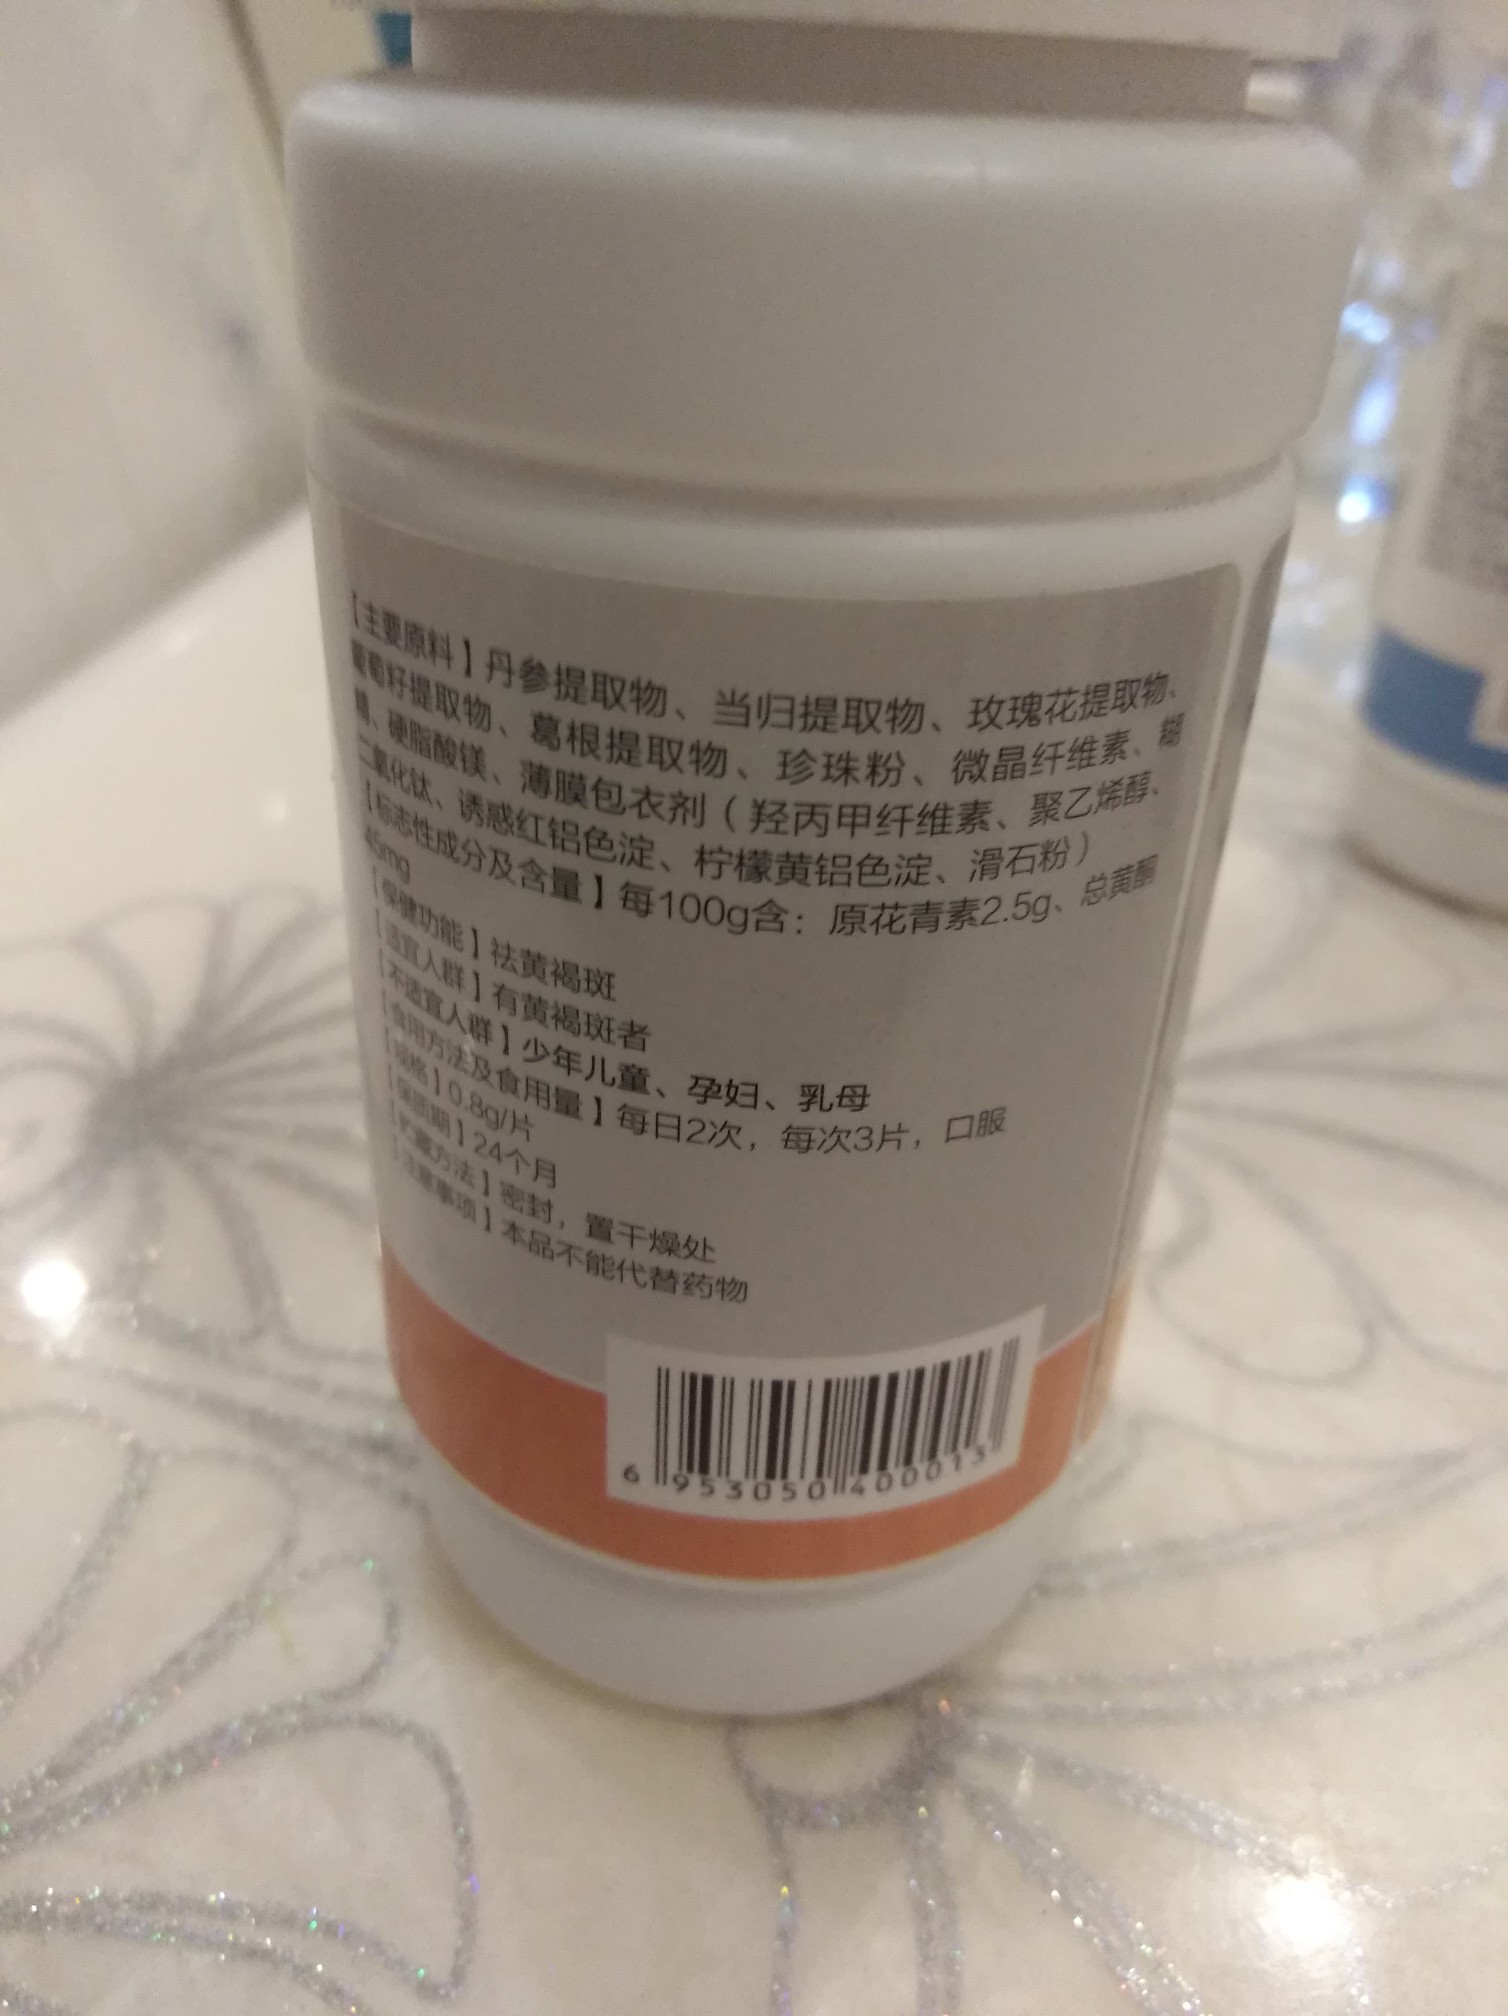 【主要原料】丹参提取物、当归提取物、玫瑰花提取物、
葡萄籽提取物、葛根提取物、珍珠粉、微晶纤维素、糊
精、硬脂酸镁、薄膜包衣剂（羟丙甲纤维素、聚乙烯醇、
二氧化钛、诱惑红铝色淀、柠檬黄铝色淀、滑石粉）
【标志性成分及含量】每100g含：原花青素2.5g、总黄酮
45mg
【保健功能】祛黄褐斑
【适宜人群】有黄褐斑者
【不适宜人群】少年儿童、孕妇、乳母
【食用方法及食用量】每日2次，每次3片，口服
【规格】0.8g/片
【保质期】24个月
【贮藏方法】密封，置干燥处
【注意事项】本品不能代替药物
6 953050 400013